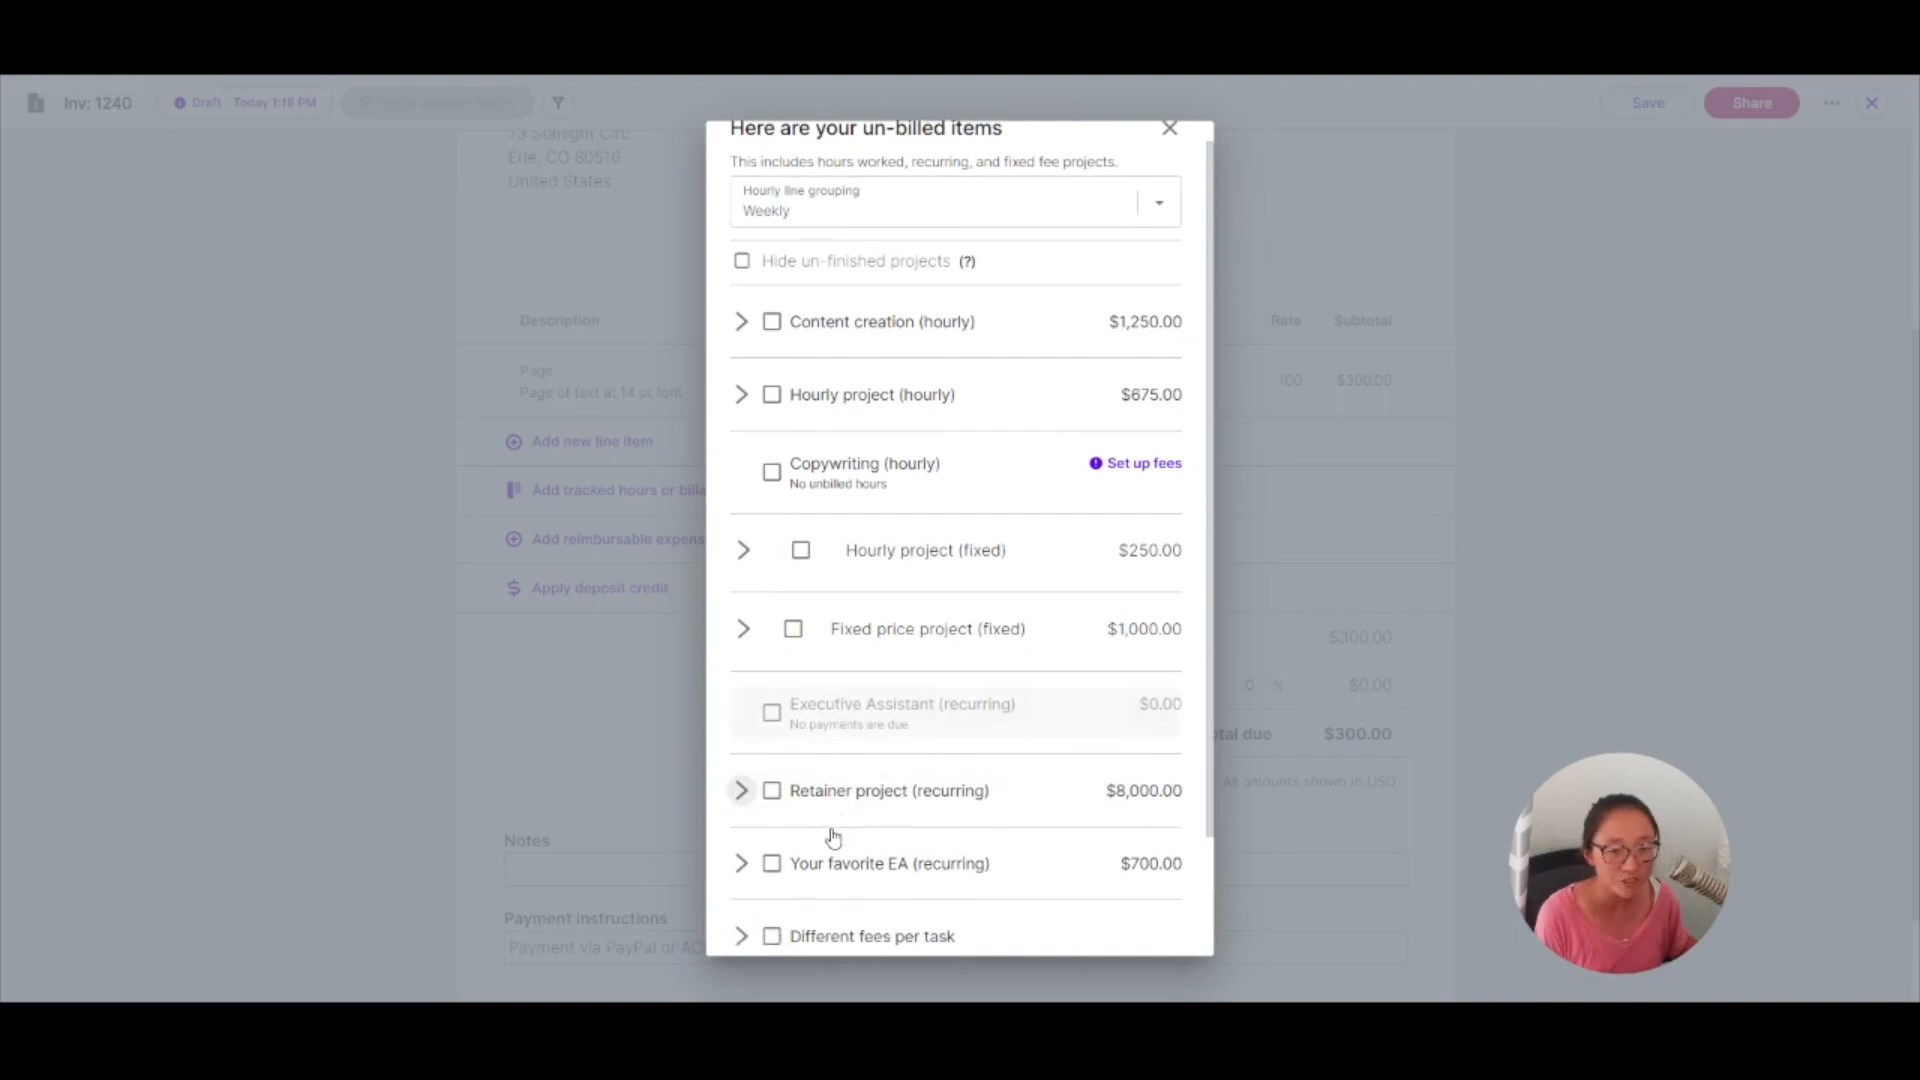 Inv: 1240
Draft - Today 1:18 PM
Save
Share
73 Starlight Circ
Erie, CO 80516
United States
Here are your un-billed items
This includes hours worked, recurring, and fixed fee projects.
Hourly line grouping
Weekly
Hide un-finished projects (?)
Content creation (hourly) $1,250.00
Hourly project (hourly) $675.00
Copywriting (hourly) Set up fees
No unbilled hours
Hourly project (fixed) $250.00
Fixed price project (fixed) $1,000.00
Executive Assistant (recurring) $0.00
No payments are due
Retainer project (recurring) $8,000.00
Your favorite EA (recurring) $700.00
Different fees per task
Description Rate Subtotal
Page
Page of text at 14 pt font 100 $300.00
Add new line item
Add tracked hours or billa
Add reimbursable expens
Apply deposit credit
$300.00
0 % $0.00
tal due $300.00
All amounts shown in USD
Notes
Payment instructions
Payment via PayPal or AC